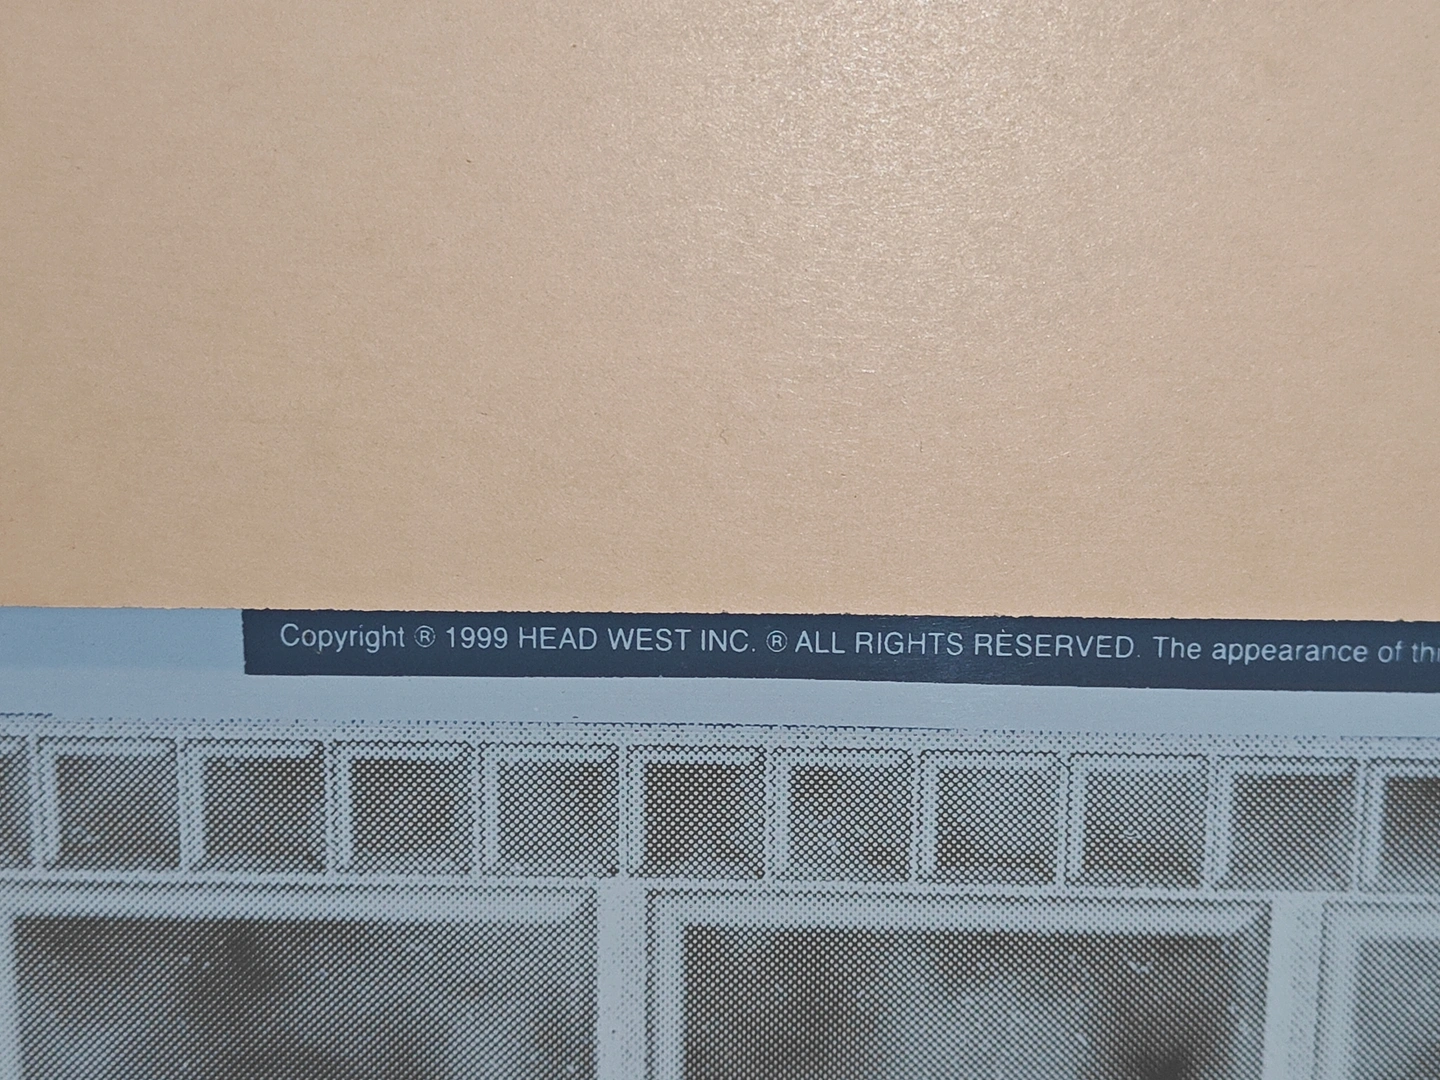 Copyright ® 1999 HEAD WEST INC. ® ALL RIGHTS RESERVED. The appearance of